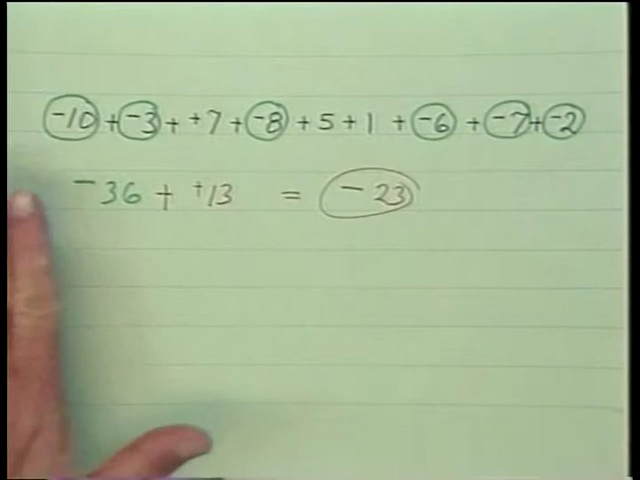 -10 + -3 + +7 + -8 + 5 + 1 + -6 + -7 + -2
-36 + +13 = -23